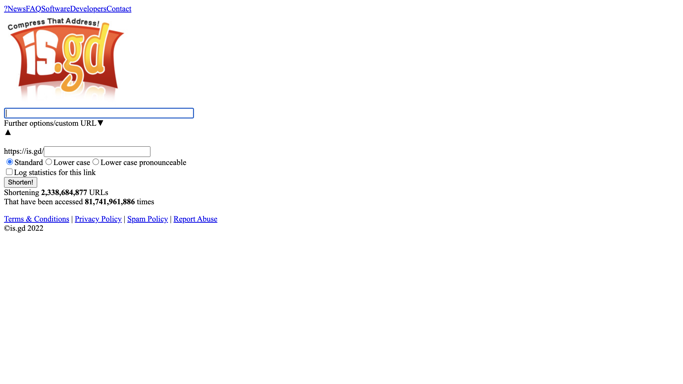 ?NewsFAQSoftwareDevelopersContact
Compress That Address!
is.gd
Further options/custom URL▼
▲
https://is.gd/
Standard Lower case Lower case pronounceable
Log statistics for this link
Shorten!
Shortening 2,338,684,877 URLs
That have been accessed 81,741,961,886 times
Terms & Conditions | Privacy Policy | Spam Policy | Report Abuse
©is.gd 2022